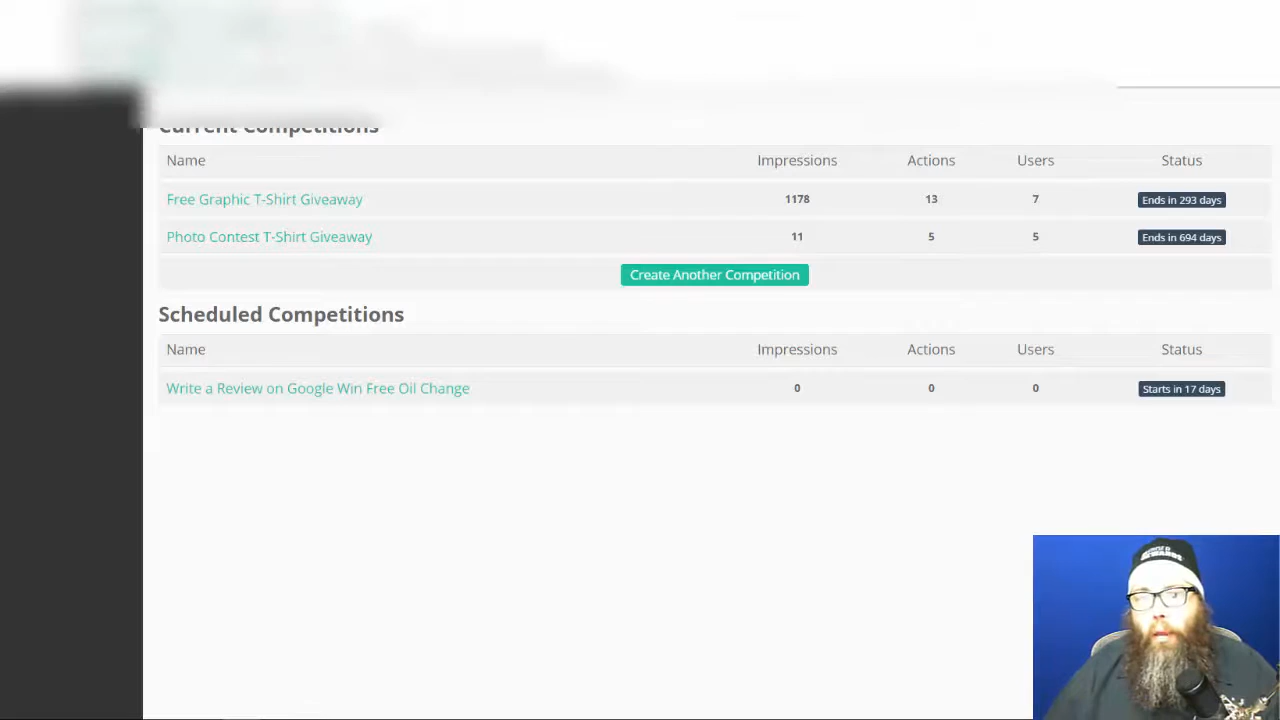 Current Competitions
Name Impressions Actions Users Status
Free Graphic T-Shirt Giveaway 1178 13 7 Ends in 293 days
Photo Contest T-Shirt Giveaway 11 5 5 Ends in 694 days
Create Another Competition
Scheduled Competitions
Name Impressions Actions Users Status
Write a Review on Google Win Free Oil Change 0 0 0 Starts in 17 days